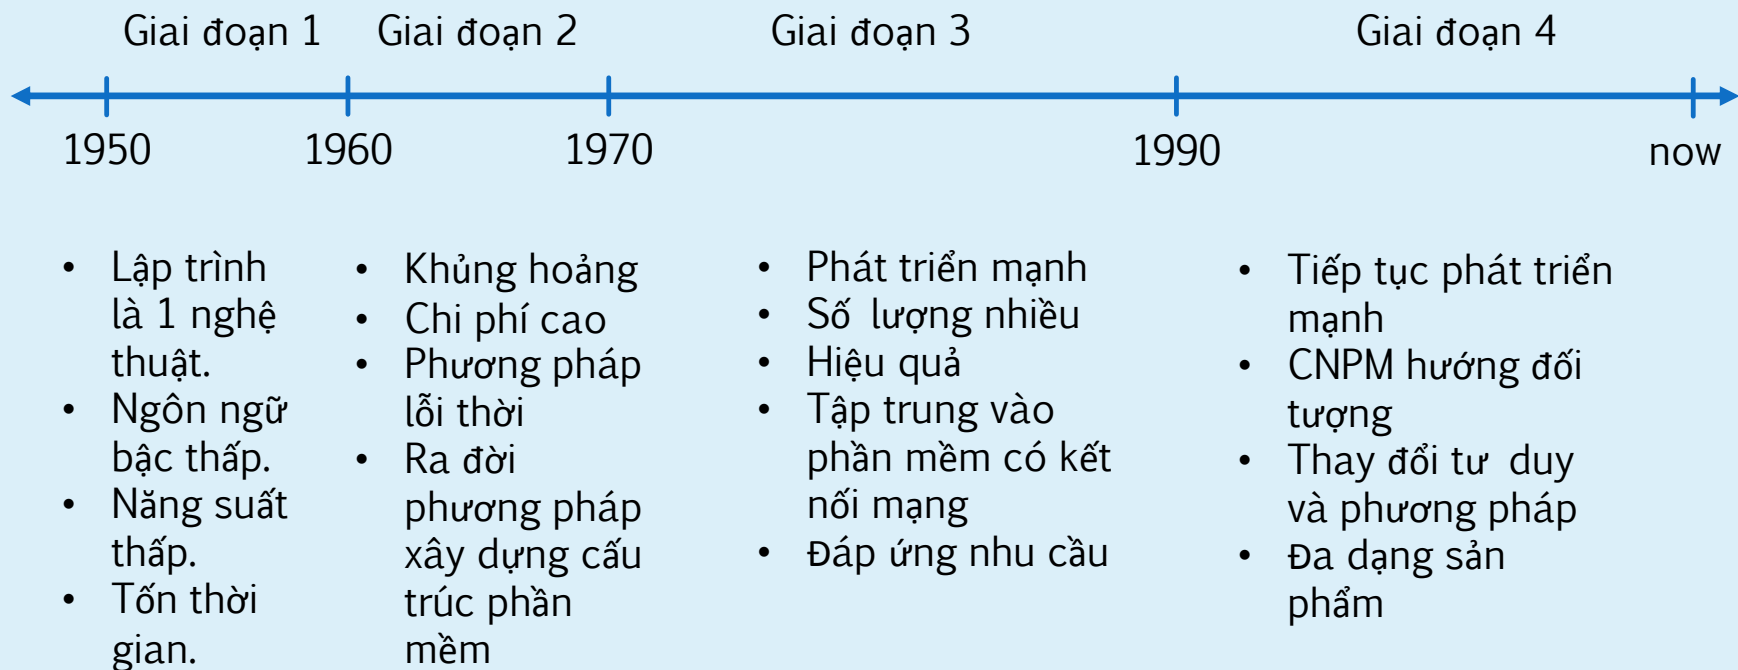 Giai đoạn 1 Giai đoạn 2 Giai đoạn 3 Giai đoạn 4
1950 1960 1970 1990 now
• Lập trình
là 1 nghệ
thuật.
• Ngôn ngữ
bậc thấp.
• Năng suất
thấp.
• Tốn thời
gian.
• Khủng hoảng
• Chi phí cao
• Phương pháp
lỗi thời
• Ra đời
phương pháp
xây dựng cấu
trúc phần
mềm
• Phát triển mạnh
• Số lượng nhiều
• Hiệu quả
• Tập trung vào
phần mềm có kết
nối mạng
• Đáp ứng nhu cầu
• Tiếp tục phát triển
mạnh
• CNPM hướng đối
tượng
• Thay đổi tư duy
và phương pháp
• Đa dạng sản
phẩm